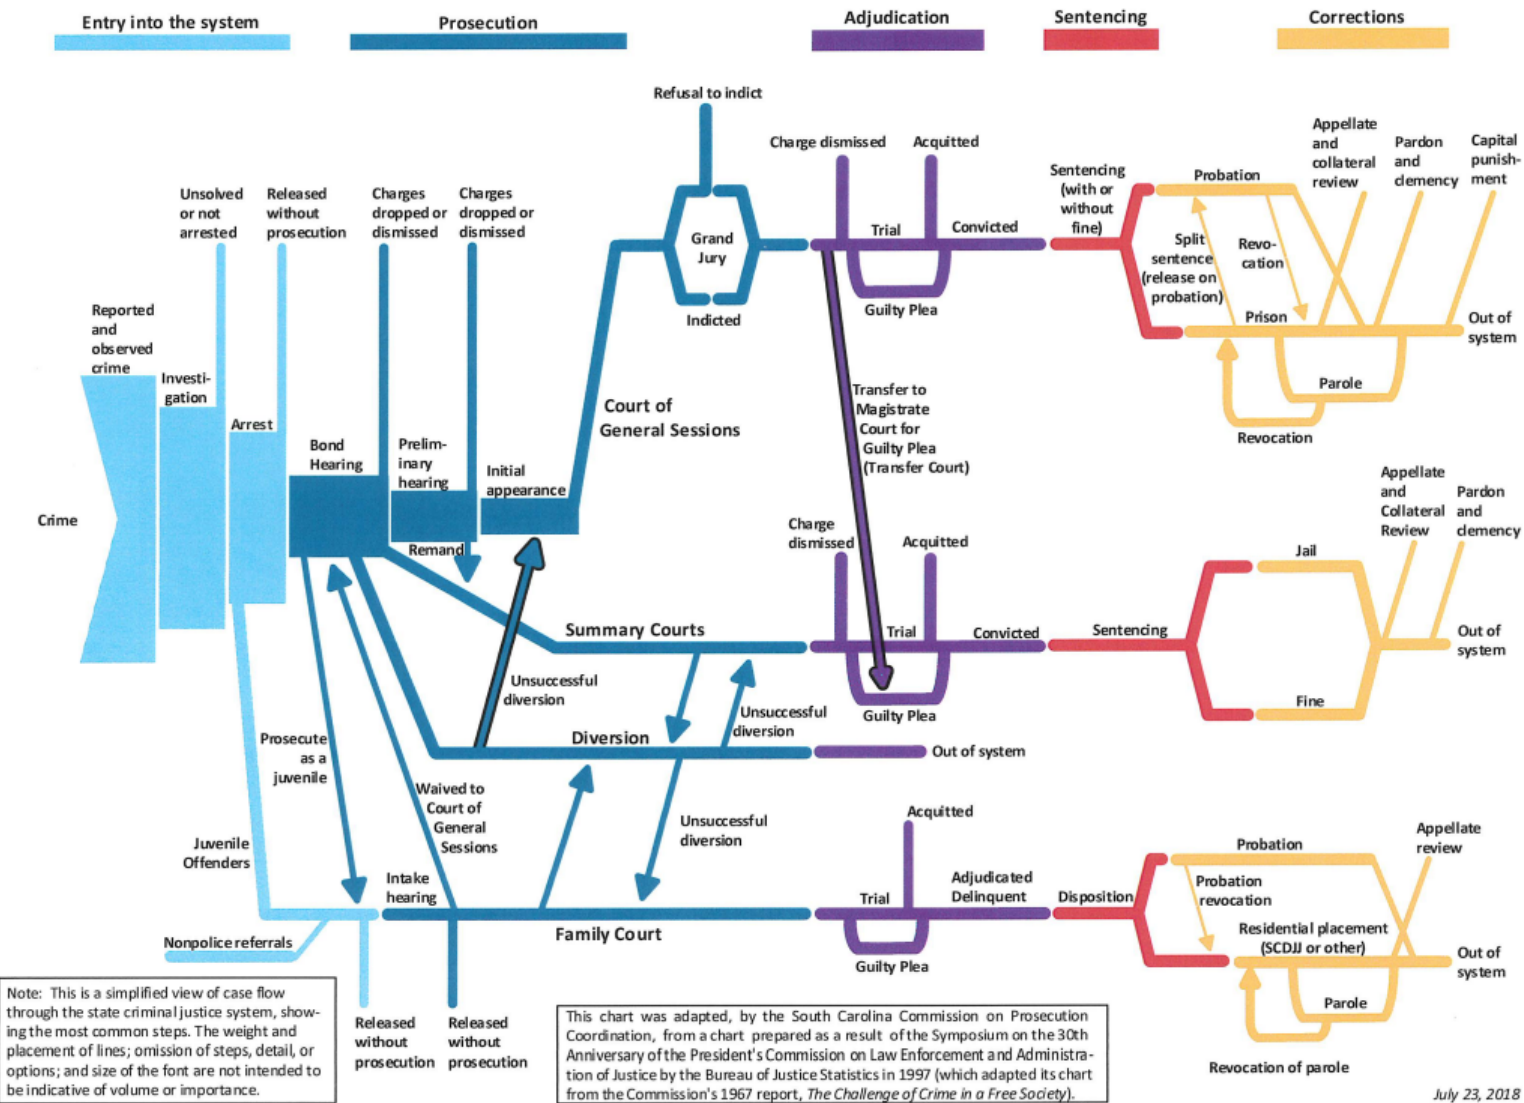 Entry into the system
Prosecution
Adjudication
Sentencing
Corrections
Refusal to indict
Grand
Jury
Indicted
Unsolved
or not
arrested
Released
without
prosecution
Charges
dropped or
dismissed
Charges
dropped or
dismissed
Reported
and
observed
crime
Investi-
gation
Arrest
Bond
Hearing
Prelim-
inary
hearing
Initial
appearance
Crime
Remand
Court of
General Sessions
Charge dismissed
Acquitted
Trial
Convicted
Guilty Plea
Sentencing
(with or
without
fine)
Probation
Split
sentence
(release on
probation)
Revo-
cation
Prison
Appellate
and
collateral
review
Pardon
and
clemency
Capital
punish-
ment
Out of
system
Parole
Revocation
Transfer to
Magistrate
Court for
Guilty Plea
(Transfer Court)
Summary Courts
Charge
dismissed
Acquitted
Trial
Convicted
Guilty Plea
Sentencing
Jail
Fine
Appellate
and
Collateral
Review
Pardon
and
clemency
Out of
system
Unsuccessful
diversion
Unsuccessful
diversion
Diversion
Out of system
Prosecute
as a
juvenile
Waived to
Court of
General
Sessions
Unsuccessful
diversion
Juvenile
Offenders
Nonpolice referrals
Intake
hearing
Family Court
Released
without
prosecution
Released
without
prosecution
Acquitted
Trial
Adjudicated
Delinquent
Guilty Plea
Disposition
Probation
Probation
revocation
Residential placement
(SCDJJ or other)
Appellate
review
Out of
system
Parole
Revocation of parole
Note: This is a simplified view of case flow
through the state criminal justice system, show-
ing the most common steps. The weight and
placement of lines; omission of steps, detail, or
options; and size of the font are not intended to
be indicative of volume or importance.
This chart was adapted, by the South Carolina Commission on Prosecution
Coordination, from a chart prepared as a result of the Symposium on the 30th
Anniversary of the President's Commission on Law Enforcement and Administra-
tion of Justice by the Bureau of Justice Statistics in 1997 (which adapted its chart
from the Commission's 1967 report, The Challenge of Crime in a Free Society).
July 23, 2018